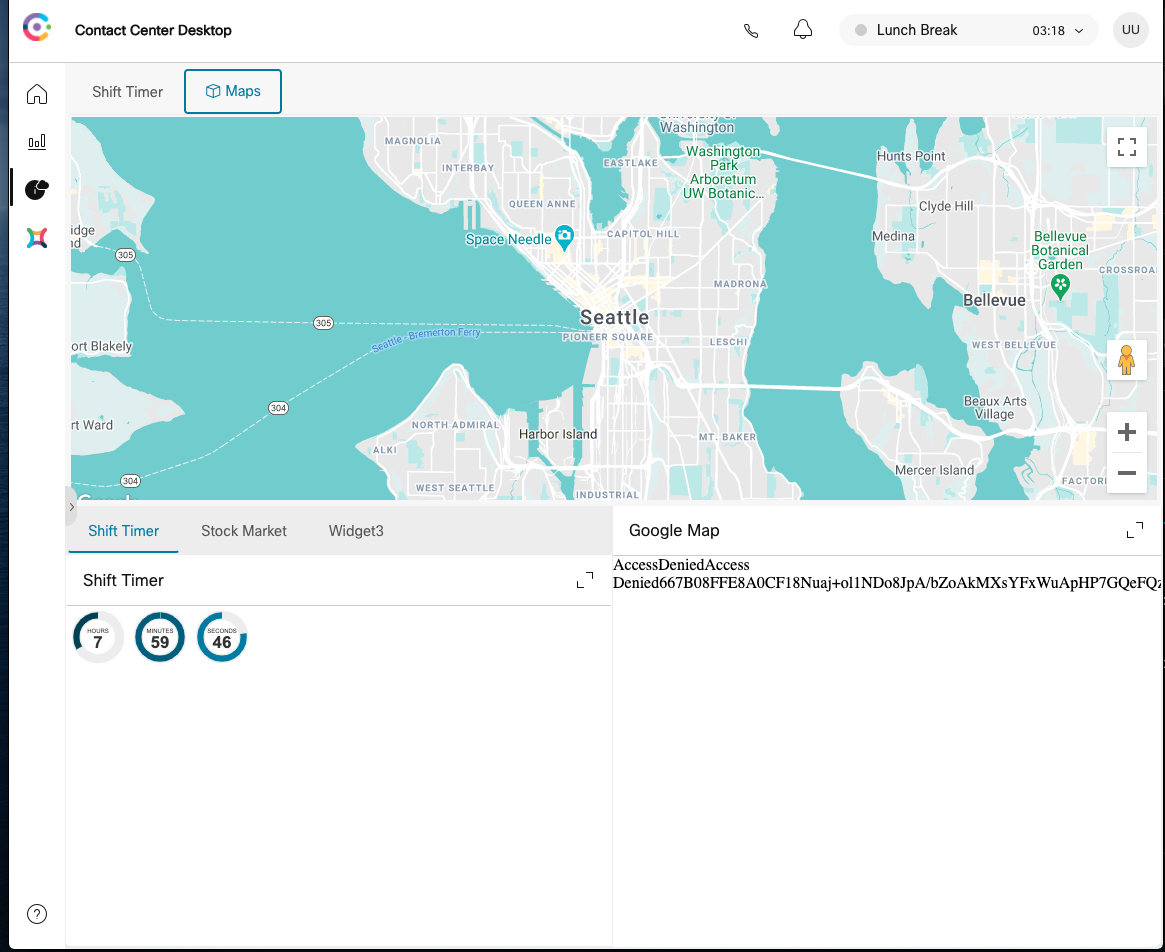 Contact Center Desktop
Lunch Break 03:18
UU
Shift Timer
Maps
University of
Washington
MAGNOLIA
INTERBAY
EASTLAKE
Washington
Park
Arboretum
UW Botanic...
Hunts Point
QUEEN ANNE
Clyde Hill
Space Needle
CAPITOL HILL
Medina
Bellevue
Botanical
Garden
305
CROSSROA
MADRONA
Bellevue
305
Seattle
PIONEER SQUARE
Seattle - Bremerton Ferry
LESCHI
WEST BELLEVUE
ort Blakely
304
Beaux Arts
Village
rt Ward
NORTH ADMIRAL
Harbor Island
MT. BAKER
ALKI
Mercer Island
304
WEST SEATTLE
INDUSTRIAL
FACTORI
Shift Timer
Stock Market
Widget3
Google Map
AccessDeniedAccess
Denied667B08FFE8A0CF18Nuaj+ol1NDo8JpA/bZoAkMXsYFxWuApHP7GQeFQz
Shift Timer
HOURS
7
MINUTES
59
SECONDS
46
?